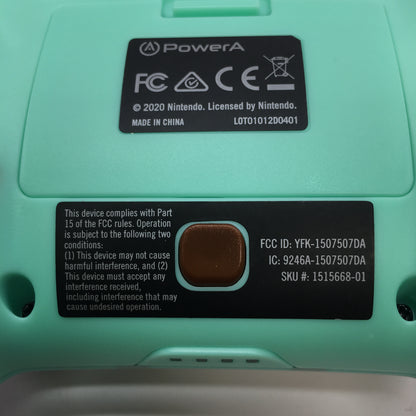 PowerA
FC CE
© 2020 Nintendo. Licensed by Nintendo.
MADE IN CHINA LOT01012D0401
This device complies with Part
15 of the FCC rules. Operation
is subject to the following two
conditions:
(1) This device may not cause
harmful interference, and (2)
This device must accept any
interference received,
including interference that may
cause undesired operation.
FCC ID: YFK-1507507DA
IC: 9246A-1507507DA
SKU #: 1515668-01